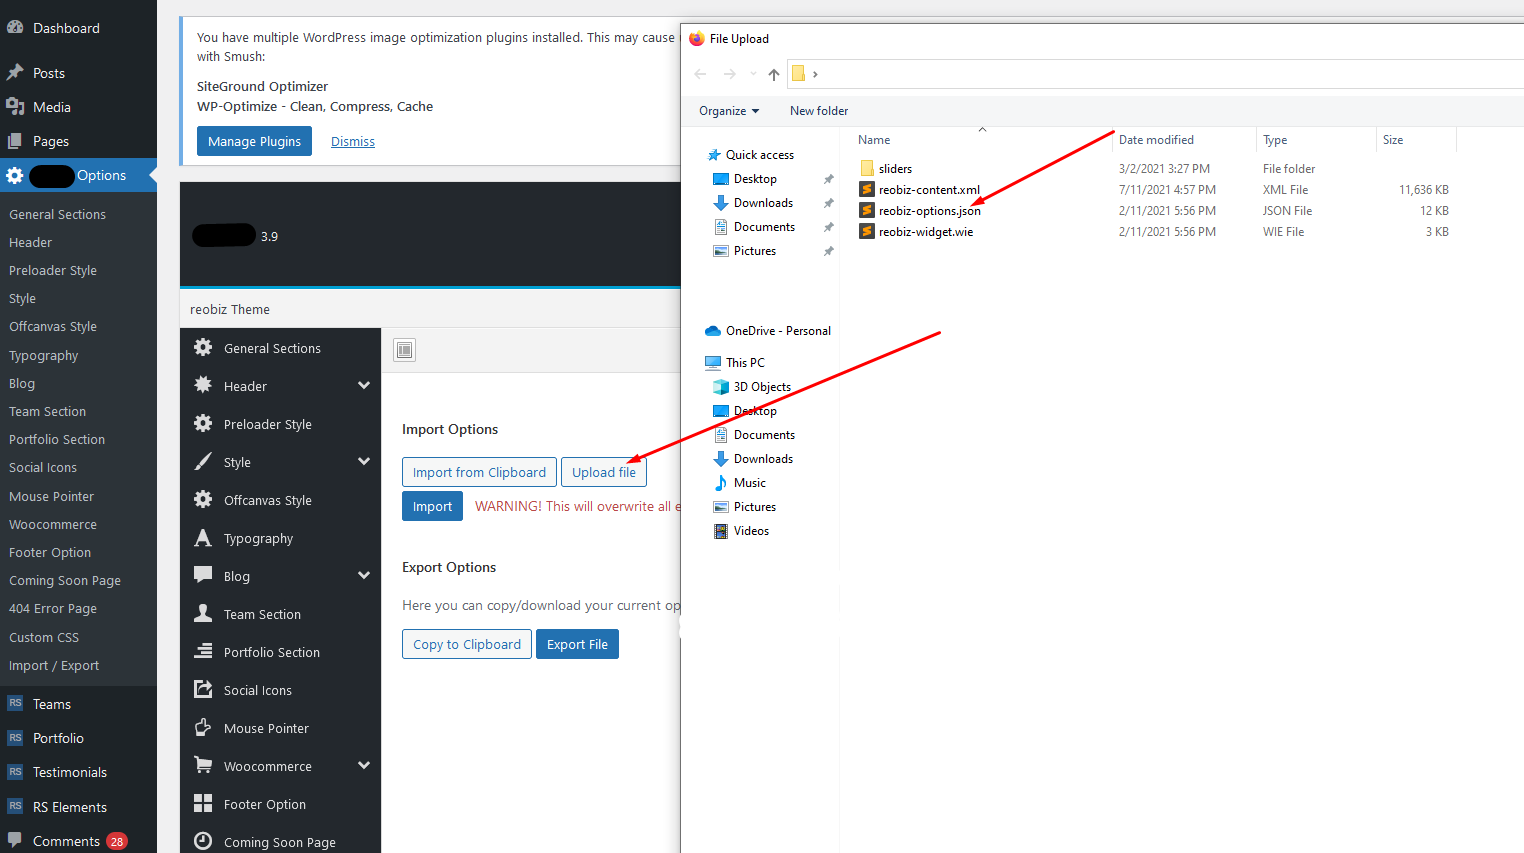 Dashboard
Posts
Media
Pages
Options
General Sections
Header
Preloader Style
Style
Offcanvas Style
Typography
Blog
Team Section
Portfolio Section
Social Icons
Mouse Pointer
Woocommerce
Footer Option
Coming Soon Page
404 Error Page
Custom CSS
Import / Export
RS Teams
RS Portfolio
RS Testimonials
RS RS Elements
Comments 28
You have multiple WordPress image optimization plugins installed. This may cause
with Smush:
SiteGround Optimizer
WP-Optimize - Clean, Compress, Cache
Manage Plugins Dismiss
3.9
reobiz Theme
General Sections
Header
Preloader Style
Style
Offcanvas Style
Typography
Blog
Team Section
Portfolio Section
Social Icons
Mouse Pointer
Woocommerce
Footer Option
Coming Soon Page
Import Options
Import from Clipboard Upload file
Import WARNING! This will overwrite all e
Export Options
Here you can copy/download your current op
Copy to Clipboard Export File
File Upload
Organize New folder
Quick access
Desktop
Downloads
Documents
Pictures
OneDrive - Personal
This PC
3D Objects
Desktop
Documents
Downloads
Music
Pictures
Videos
Name Date modified Type Size
sliders 3/2/2021 3:27 PM File folder
reobiz-content.xml 7/11/2021 4:57 PM XML File 11,636 KB
reobiz-options.json 2/11/2021 5:56 PM JSON File 12 KB
reobiz-widget.wie 2/11/2021 5:56 PM WIE File 3 KB